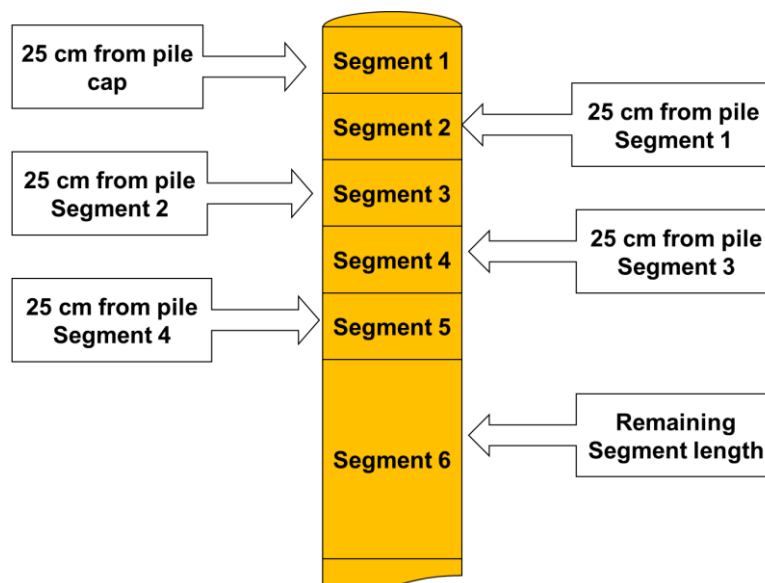 25 cm from pile
cap
Segment 1
Segment 2
25 cm from pile
Segment 1
25 cm from pile
Segment 2
Segment 3
Segment 4
25 cm from pile
Segment 3
25 cm from pile
Segment 4
Segment 5
Remaining
Segment length
Segment 6